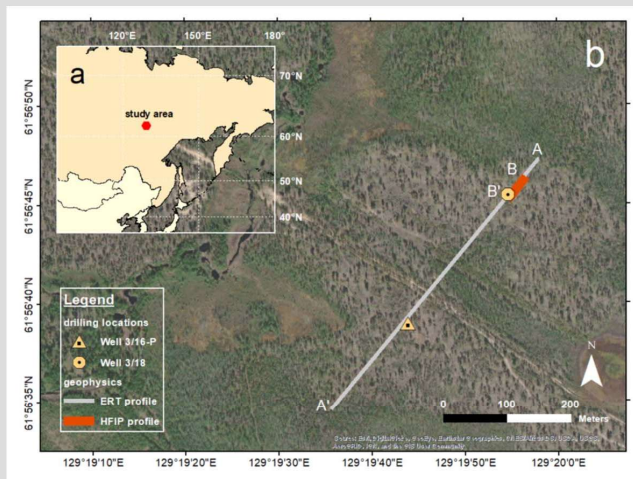 120°E 150°E 180°
a
70°N
study area
60°N
50°N
40°N
b
61°56'50"N
61°56'45"N
61°56'40"N
61°56'35"N
A
B
B'
A'
Legend
drilling locations
Well 3/16-P
Well 3/18
geophysics
ERT profile
HFIP profile
N
0 100 200
Meters
129°19'10"E 129°19'20"E 129°19'30"E 129°19'40"E 129°19'50"E 129°20'0"E